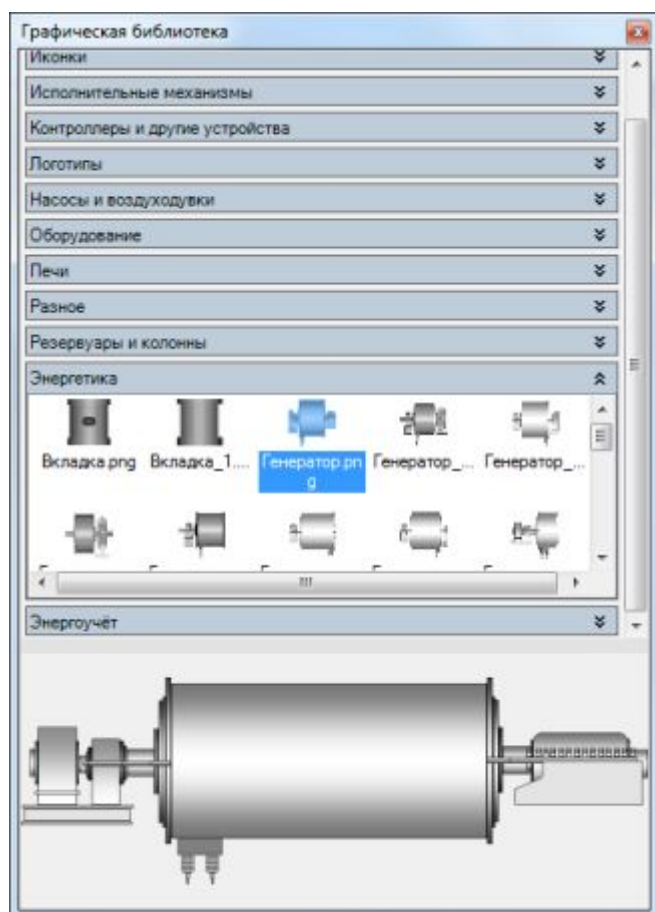 Графическая библиотека
Иконки
Исполнительные механизмы
Контроллеры и другие устройства
Логотипы
Насосы и воздуходувки
Оборудование
Печи
Разное
Резервуары и колонны
Энергетика
Вкладка.png Вкладка_1.... Генератор.pn Генератор_... Генератор_...
g
Энергоучёт